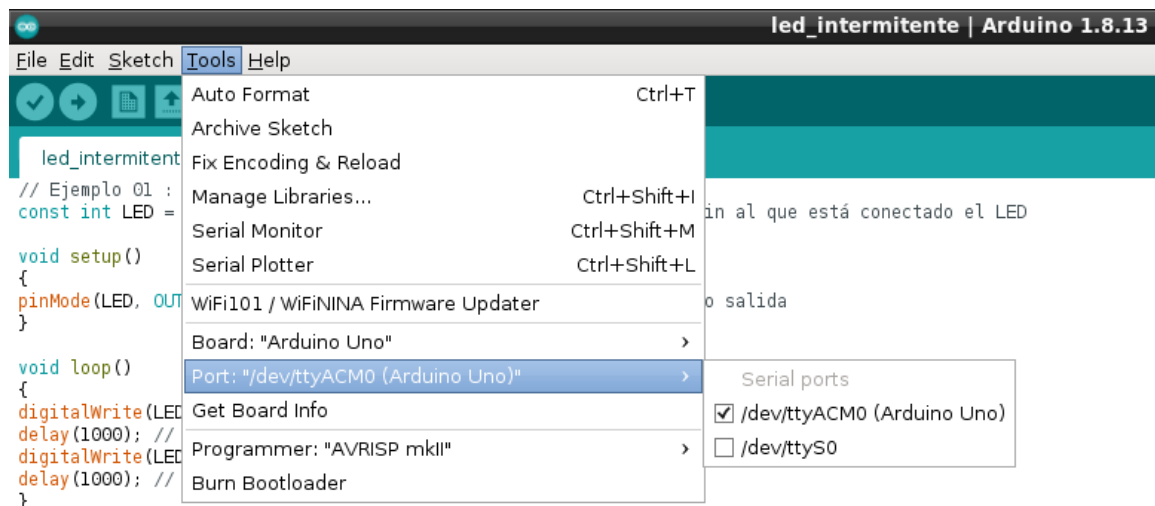 led_intermitente | Arduino 1.8.13
File Edit Sketch Tools Help
Auto Format Ctrl+T
Archive Sketch
Fix Encoding & Reload
Manage Libraries... Ctrl+Shift+I
Serial Monitor Ctrl+Shift+M
Serial Plotter Ctrl+Shift+L
WiFi101 / WiFiNINA Firmware Updater
Board: "Arduino Uno"
Port: "/dev/ttyACM0 (Arduino Uno)"
Get Board Info
Programmer: "AVRISP mkII"
Burn Bootloader
Serial ports
/dev/ttyACM0 (Arduino Uno)
/dev/ttyS0
led_intermitent
// Ejemplo 01 :
const int LED = in al que está conectado el LED
void setup()
{
pinMode(LED, OUT o salida
}
void loop()
{
digitalWrite(LED
delay(1000); //
digitalWrite(LED
delay(1000); //
}